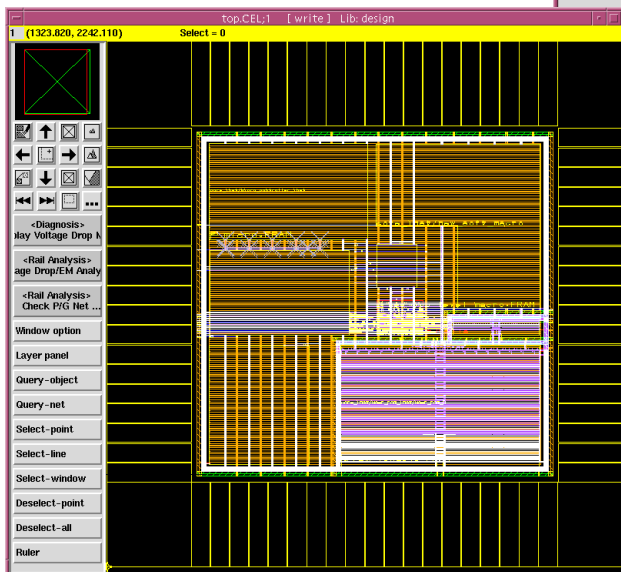 top.CEL;1 [ write ] Lib: design
1 (1323.820, 2242.110) Select = 0
<Diagnosis>
lay Voltage Drop N
<Rail Analysis>
age Drop/EM Analy
<Rail Analysis>
Check P/G Net ...
Window option
Layer panel
Query-object
Query-net
Select-point
Select-line
Select-window
Deselect-point
Deselect-all
Ruler